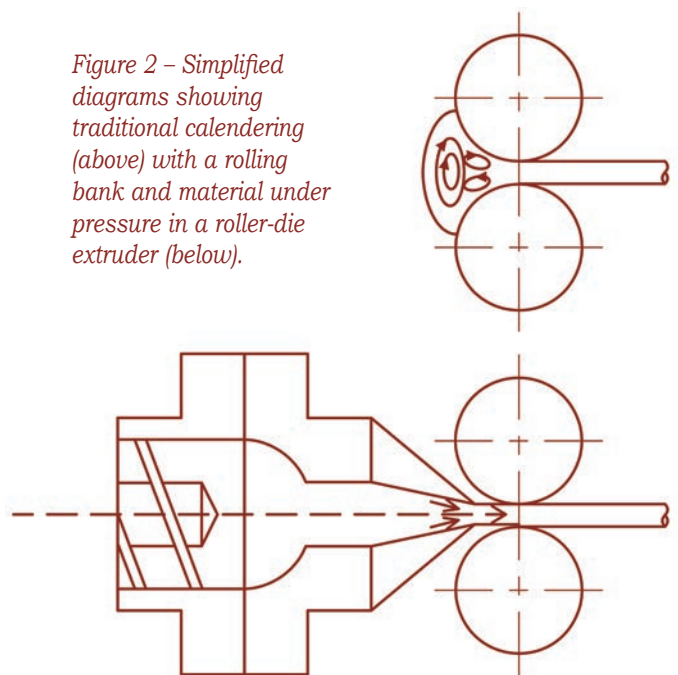 Figure 2 – Simplified
diagrams showing
traditional calendering
(above) with a rolling
bank and material under
pressure in a roller-die
extruder (below).